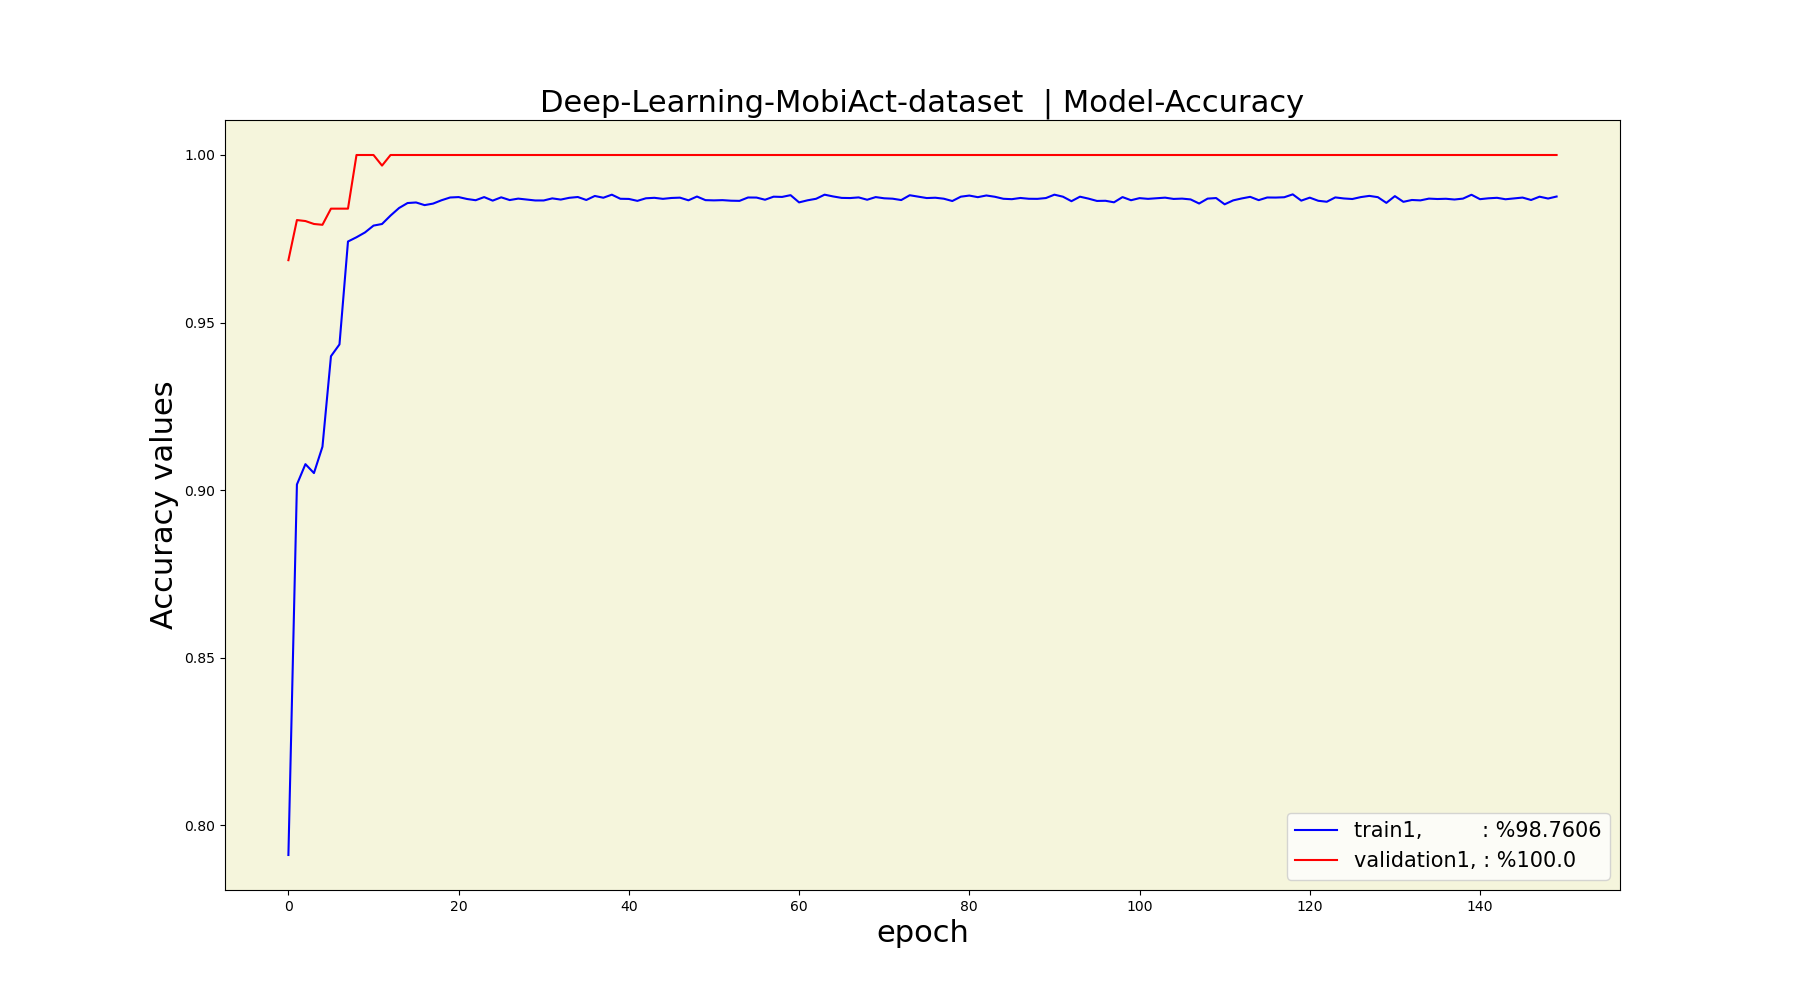 Deep-Learning-MobiAct-dataset  | Model-Accuracy
1.00
0.95
0.90
0.85
0.80
Accuracy values
train1,         : %98.7606
validation1, : %100.0
0 20 40 60 80 100 120 140
epoch